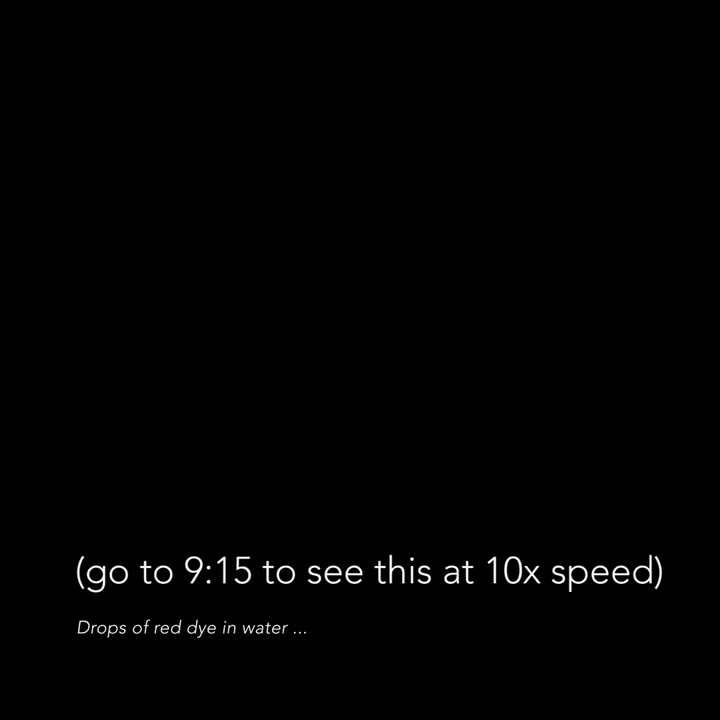 (go to 9:15 to see this at 10x speed)
Drops of red dye in water ...